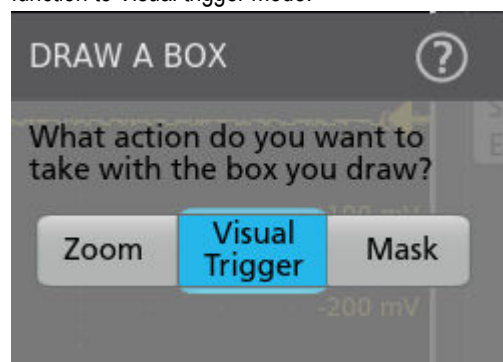 function to Visual trigger mode.
DRAW A BOX ?
What action do you want to
take with the box you draw?
-100 mV
Zoom Visual Trigger Mask
-200 mV